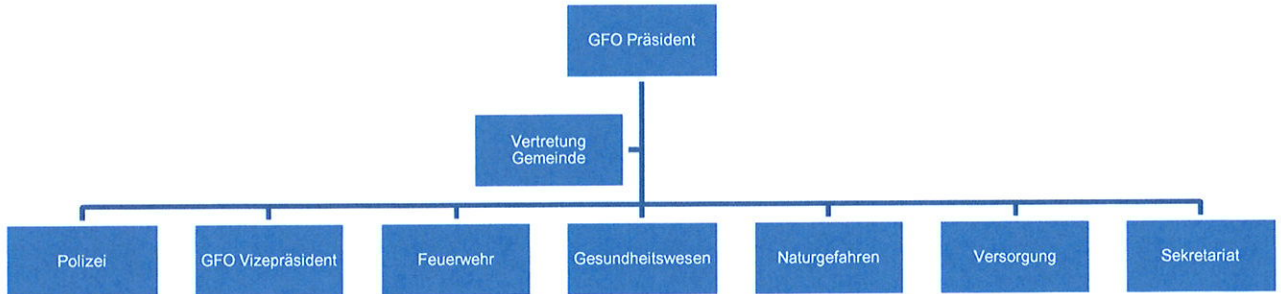 GFO Präsident
Vertretung
Gemeinde
Polizei
GFO Vizepräsident
Feuerwehr
Gesundheitswesen
Naturgefahren
Versorgung
Sekretariat